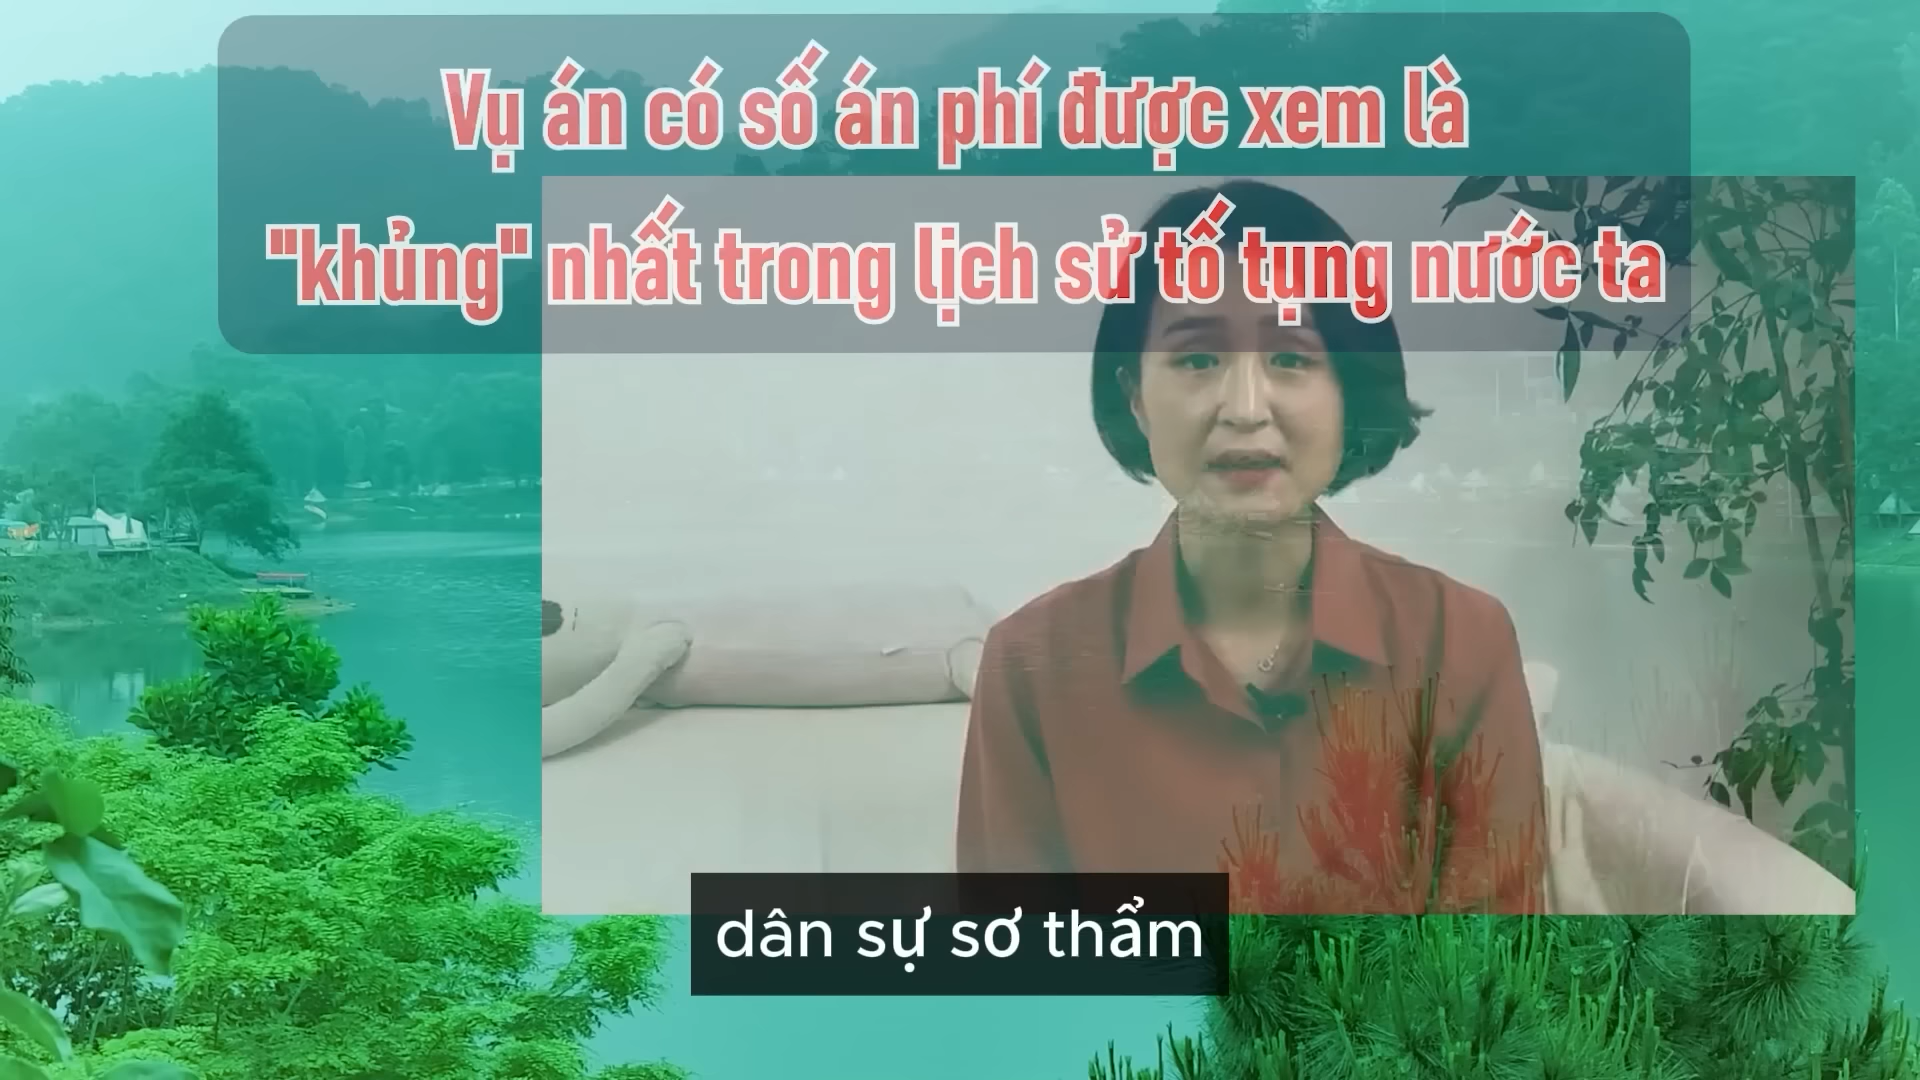 Vụ án có số án phí được xem là
"khủng" nhất trong lịch sử tố tụng nước ta
dân sự sơ thẩm